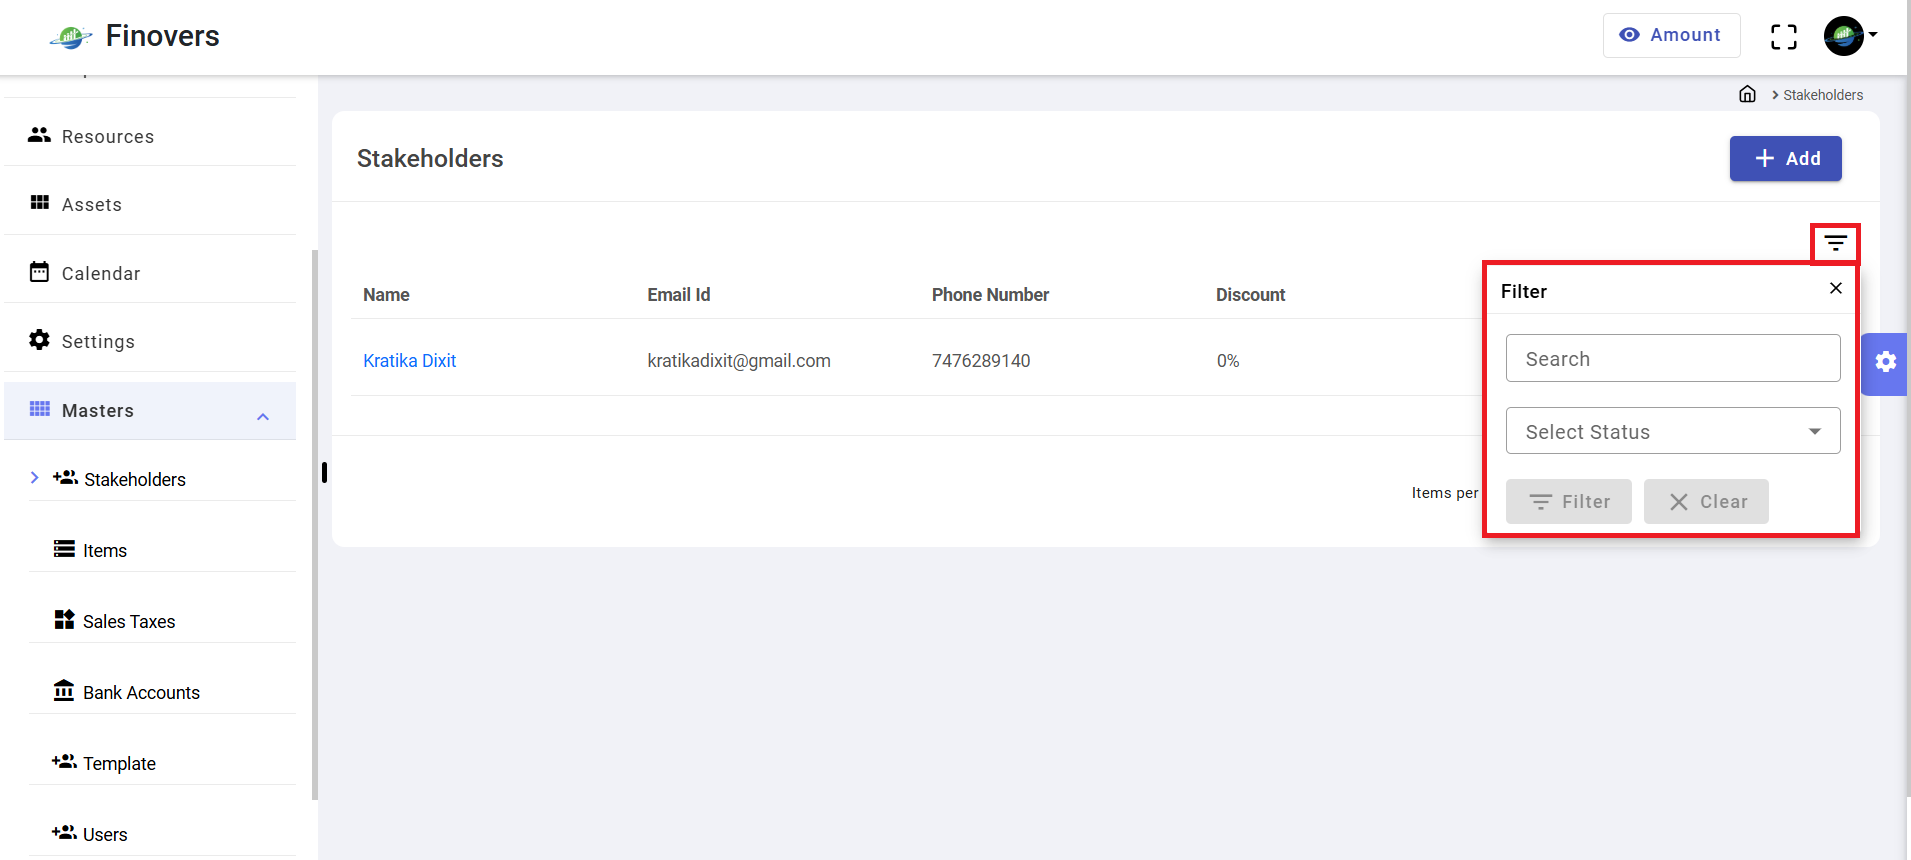 Finovers
Amount
Resources
Assets
Calendar
Settings
Masters
Stakeholders
Items
Sales Taxes
Bank Accounts
Template
Users
Stakeholders
Stakeholders
Add
Name Email Id Phone Number Discount
Kratika Dixit kratikadixit@gmail.com 7476289140 0%
Items per
Filter
Search
Select Status
Filter Clear